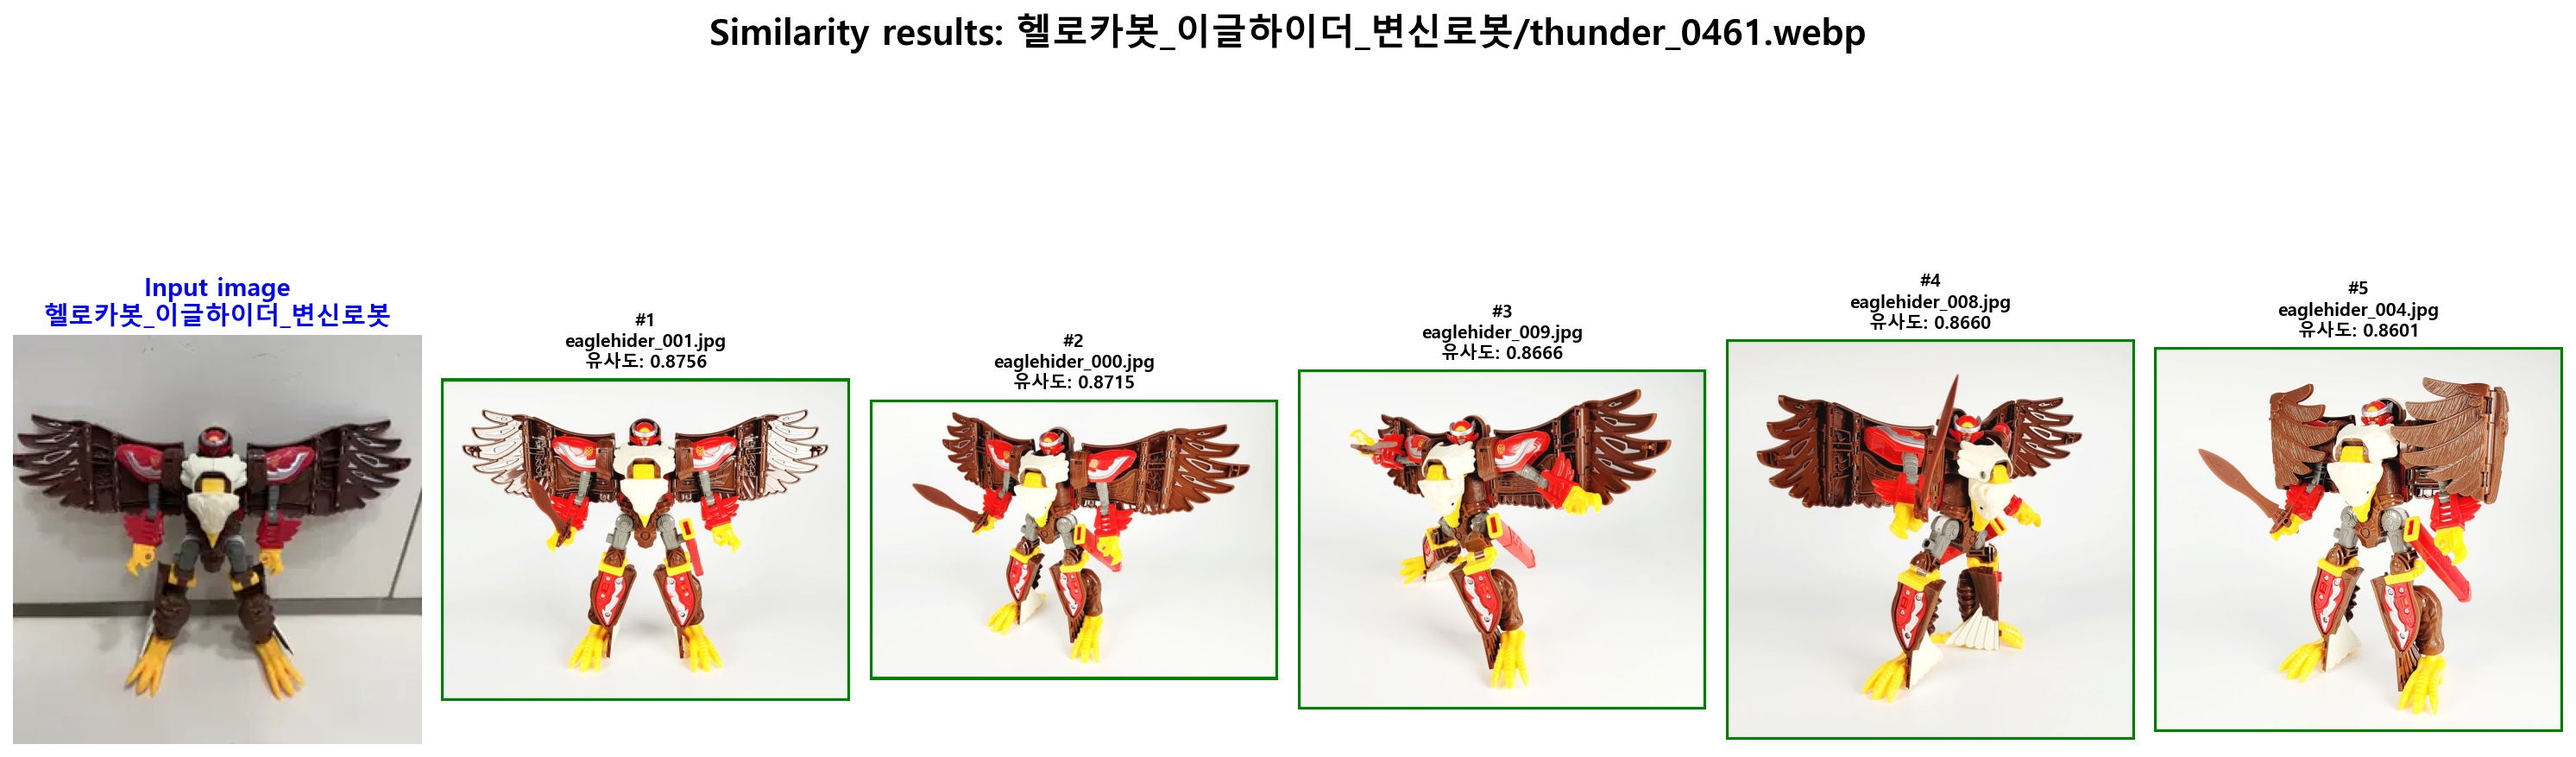 Similarity results: 헬로카봇_이글하이더_변신로봇/thunder_0461.webp
Input image
헬로카봇_이글하이더_변신로봇
#1
eaglehider_001.jpg
유사도: 0.8756
#2
eaglehider_000.jpg
유사도: 0.8715
#3
eaglehider_009.jpg
유사도: 0.8666
#4
eaglehider_008.jpg
유사도: 0.8660
#5
eaglehider_004.jpg
유사도: 0.8601